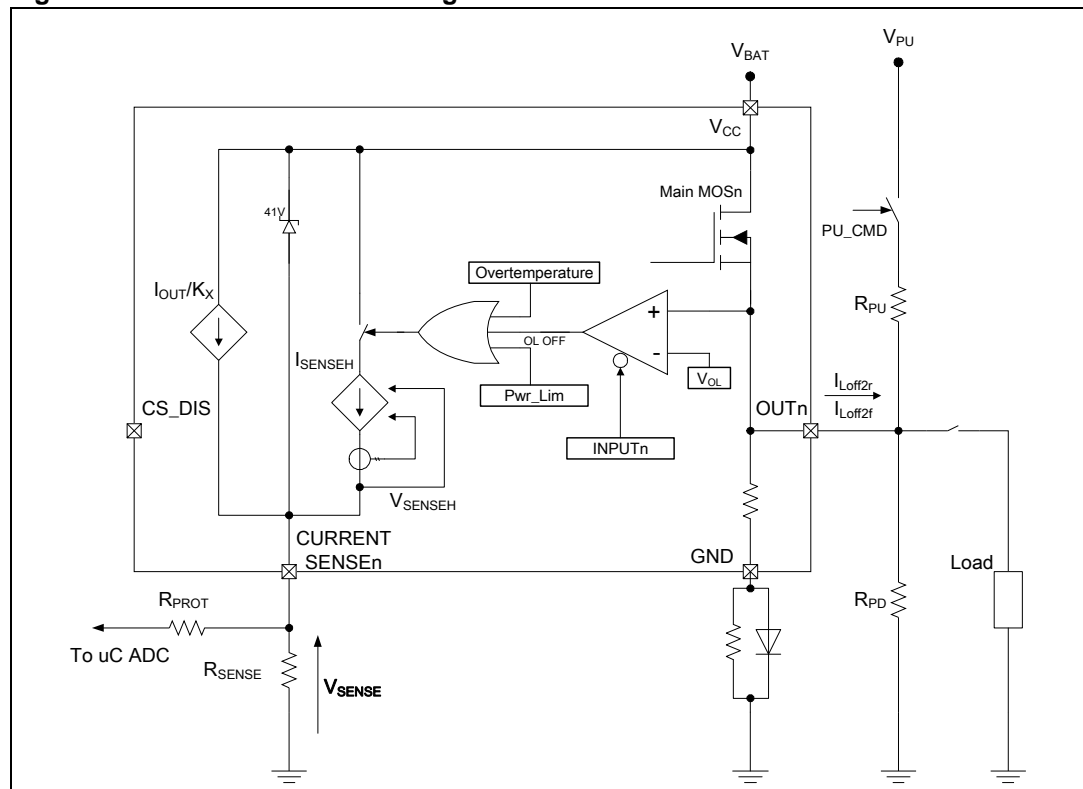 V_BAT
V_PU
V_CC
Main MOSn
41V
PU_CMD
Overtemperature
I_OUT/K_X
R_PU
+
OL OFF
-
I_SENSEH
V_OL
Pwr_Lim
I_Loff2r
CS_DIS
OUTn
I_Loff2f
INPUTn
V_SENSEH
CURRENT
SENSEn
GND
Load
R_PROT
R_PD
To uC ADC
R_SENSE
V_SENSE